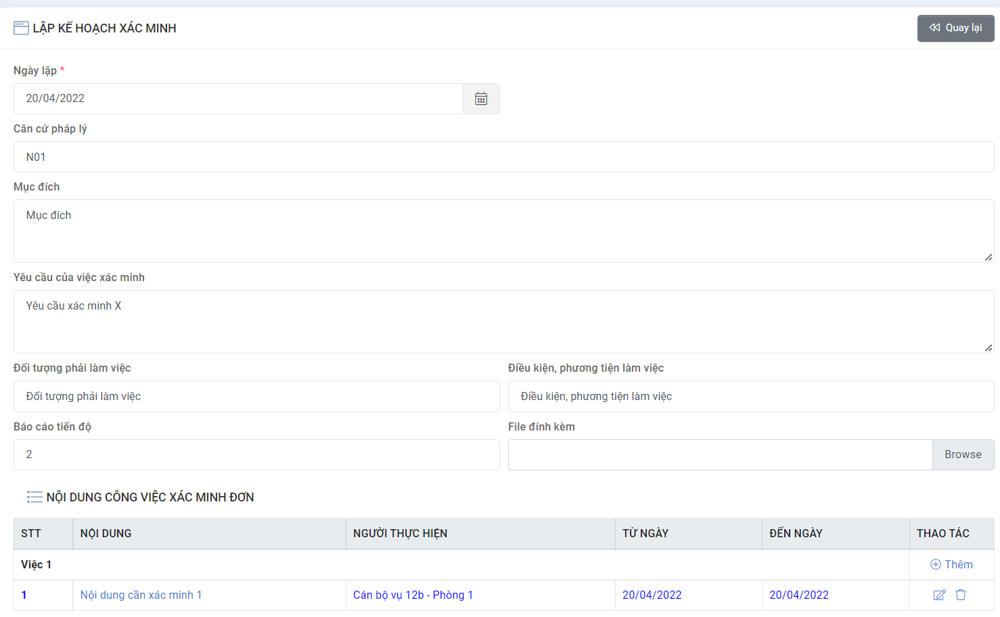 LẬP KẾ HOẠCH XÁC MINH
Quay lại
Ngày lập *
20/04/2022
Căn cứ pháp lý
N01
Mục đích
Mục đích
Yêu cầu của việc xác minh
Yêu cầu xác minh X
Đối tượng phải làm việc Điều kiện, phương tiện làm việc
Đối tượng phải làm việc Điều kiện, phương tiện làm việc
Báo cáo tiến độ File đính kèm
2 Browse
NỘI DUNG CÔNG VIỆC XÁC MINH ĐƠN
STT NỘI DUNG NGƯỜI THỰC HIỆN TỪ NGÀY ĐẾN NGÀY THAO TÁC
Việc 1 Thêm
1 Nội dung cần xác minh 1 Cán bộ vụ 12b - Phòng 1 20/04/2022 20/04/2022